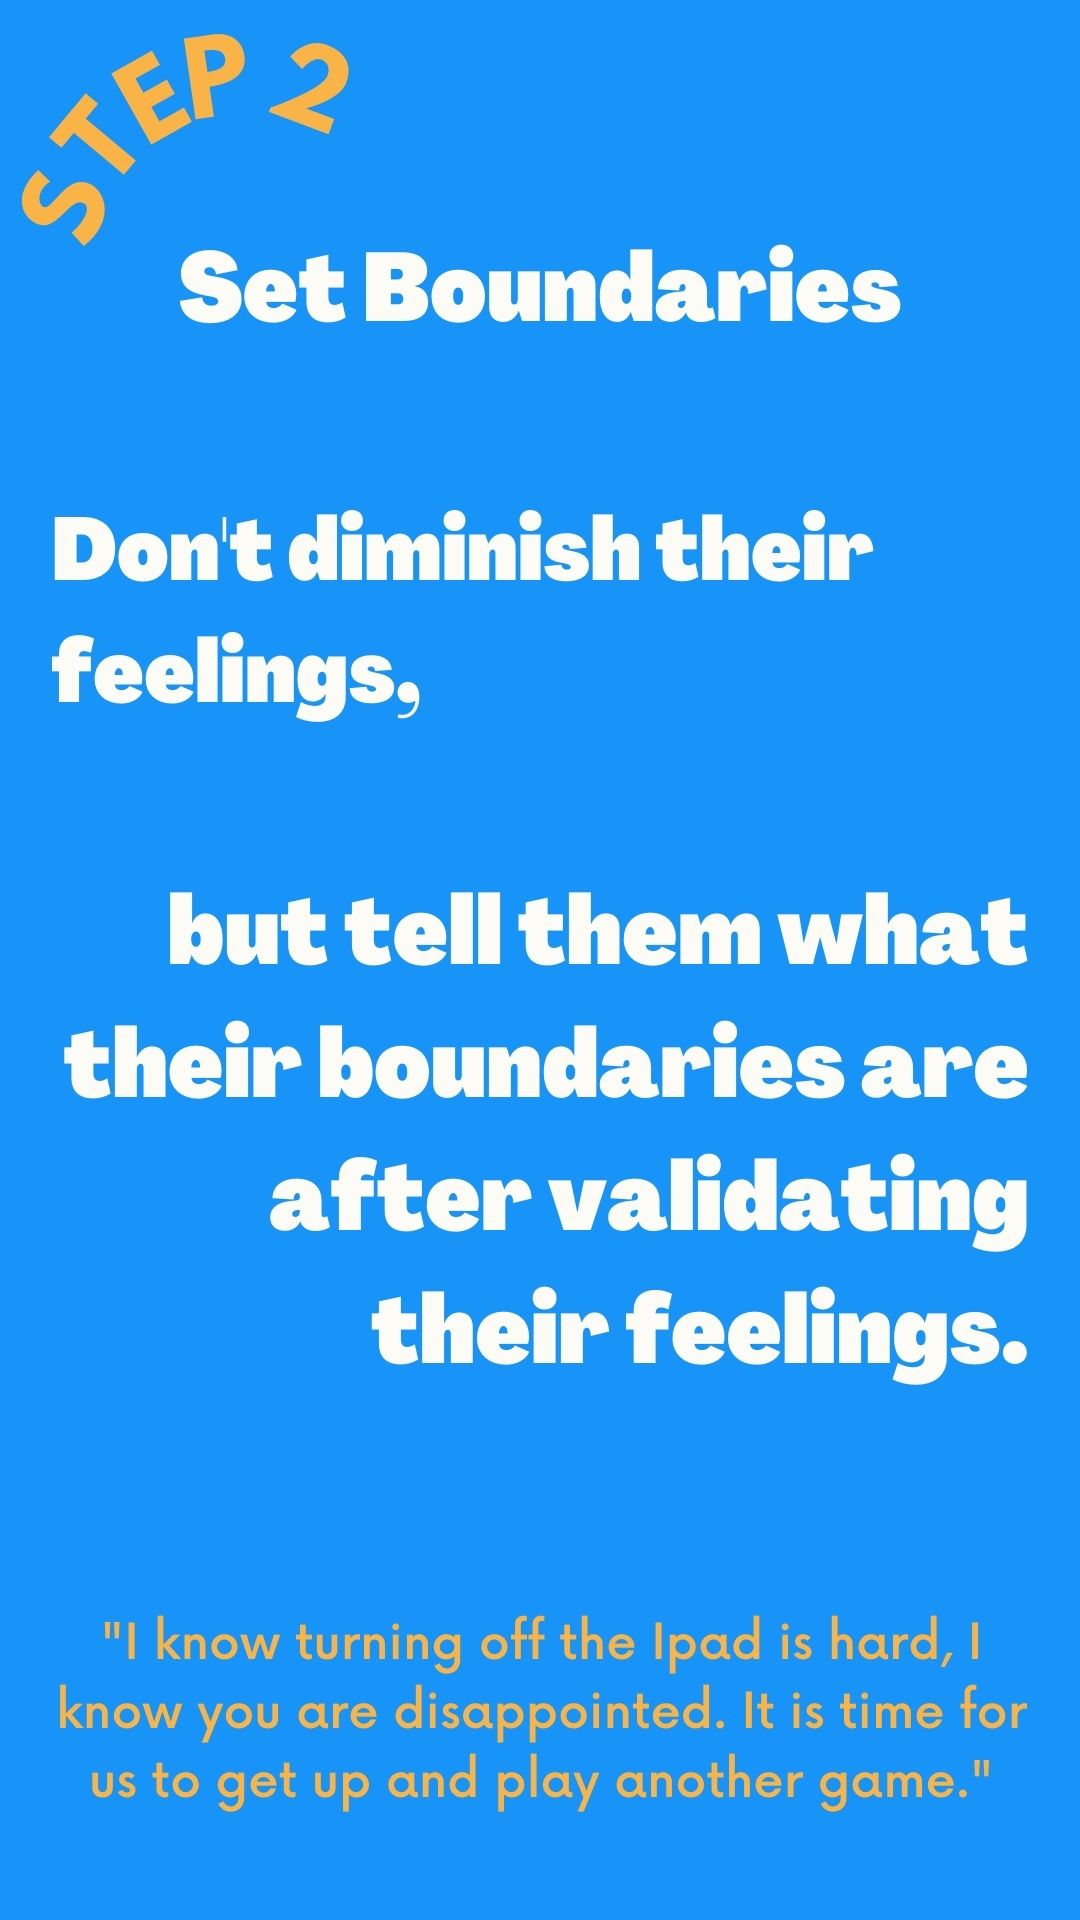 STEP 2
Set Boundaries
Don't diminish their
feelings,
but tell them what
their boundaries are
after validating
their feelings.
"I know turning off the Ipad is hard, I
know you are disappointed. It is time for
us to get up and play another game."